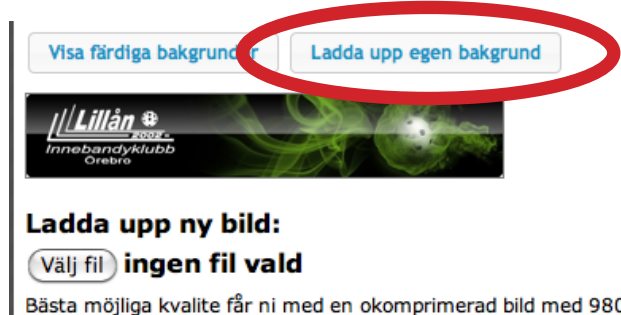 Visa färdiga bakgrunder Ladda upp egen bakgrund
Lillån
2002 -
Innebandyklubb
Örebro
Ladda upp ny bild:
Välj fil ingen fil vald
Bästa möjliga kvalite får ni med en okomprimerad bild med 980